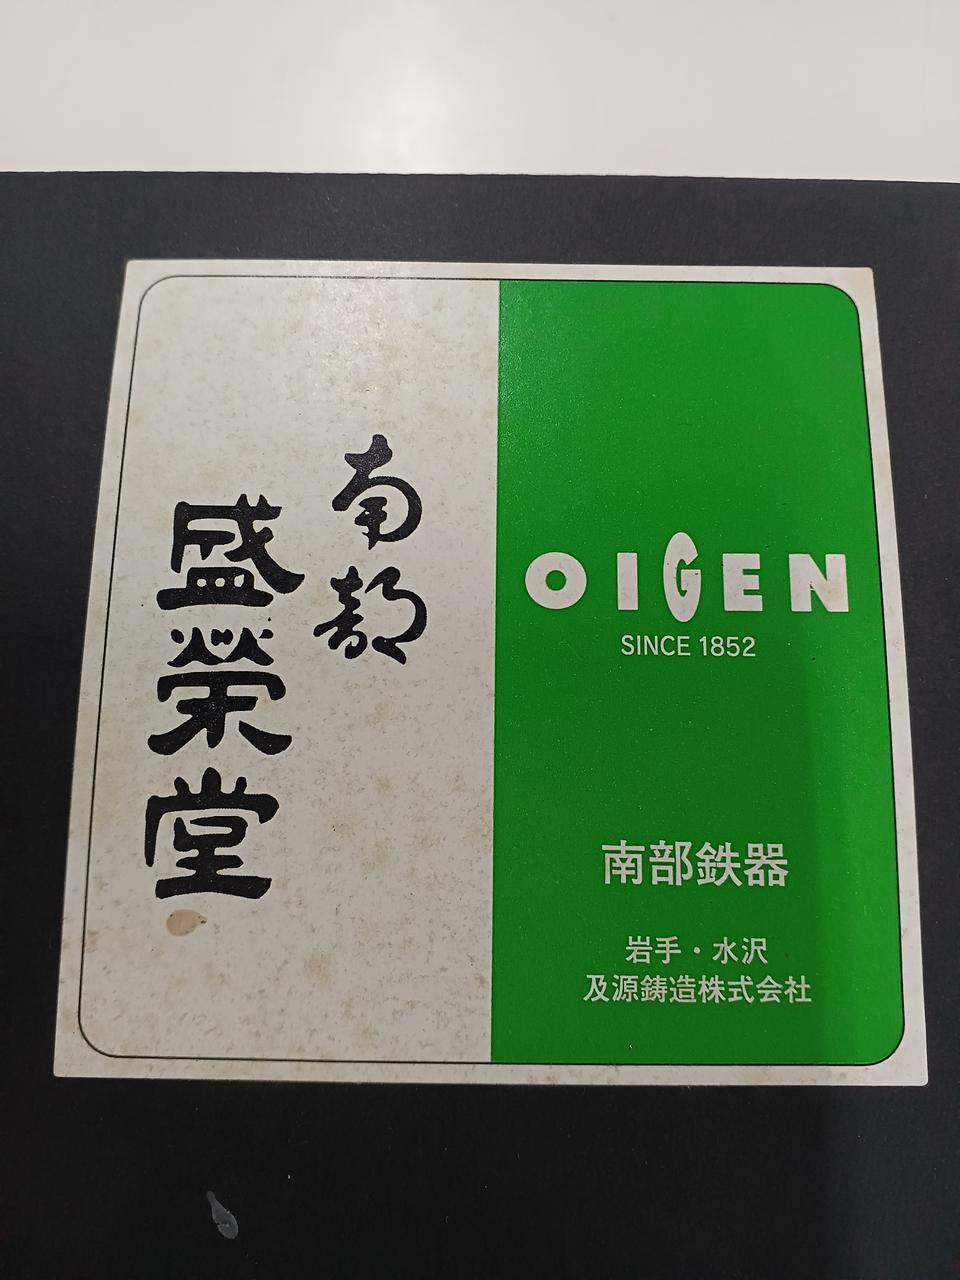 南部
盛榮堂
OIGEN
SINCE 1852
南部鉄器
岩手・水沢
及源鋳造株式会社